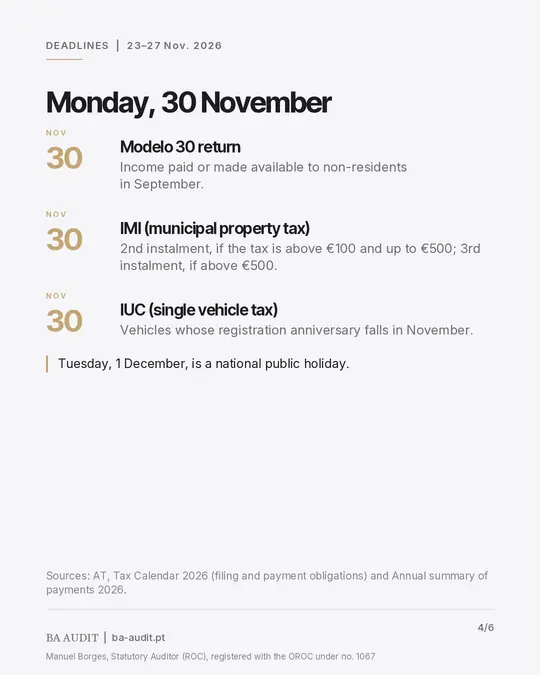 DEADLINES | 23–27 Nov. 2026
Monday, 30 November
NOV
30
Modelo 30 return
Income paid or made available to non-residents
in September.
NOV
30
IMI (municipal property tax)
2nd instalment, if the tax is above €100 and up to €500; 3rd
instalment, if above €500.
NOV
30
IUC (single vehicle tax)
Vehicles whose registration anniversary falls in November.
Tuesday, 1 December, is a national public holiday.
Sources: AT, Tax Calendar 2026 (filing and payment obligations) and Annual summary of
payments 2026.
4/6
BA AUDIT | ba-audit.pt
Manuel Borges, Statutory Auditor (ROC), registered with the OROC under no. 1067